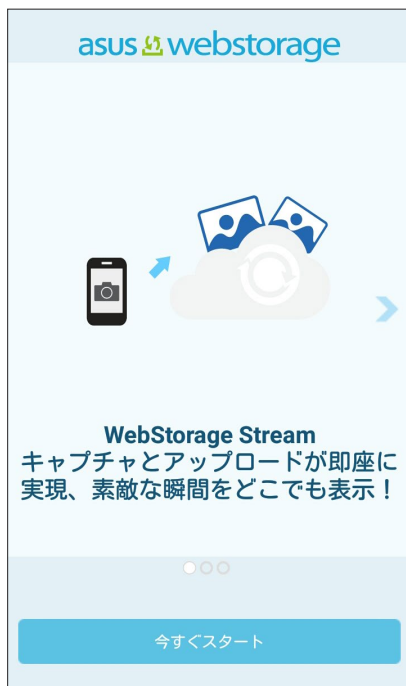 asus webstorage
WebStorage Stream
キャプチャとアップロードが即座に
実現、素敵な瞬間をどこでも表示！
今すぐスタート